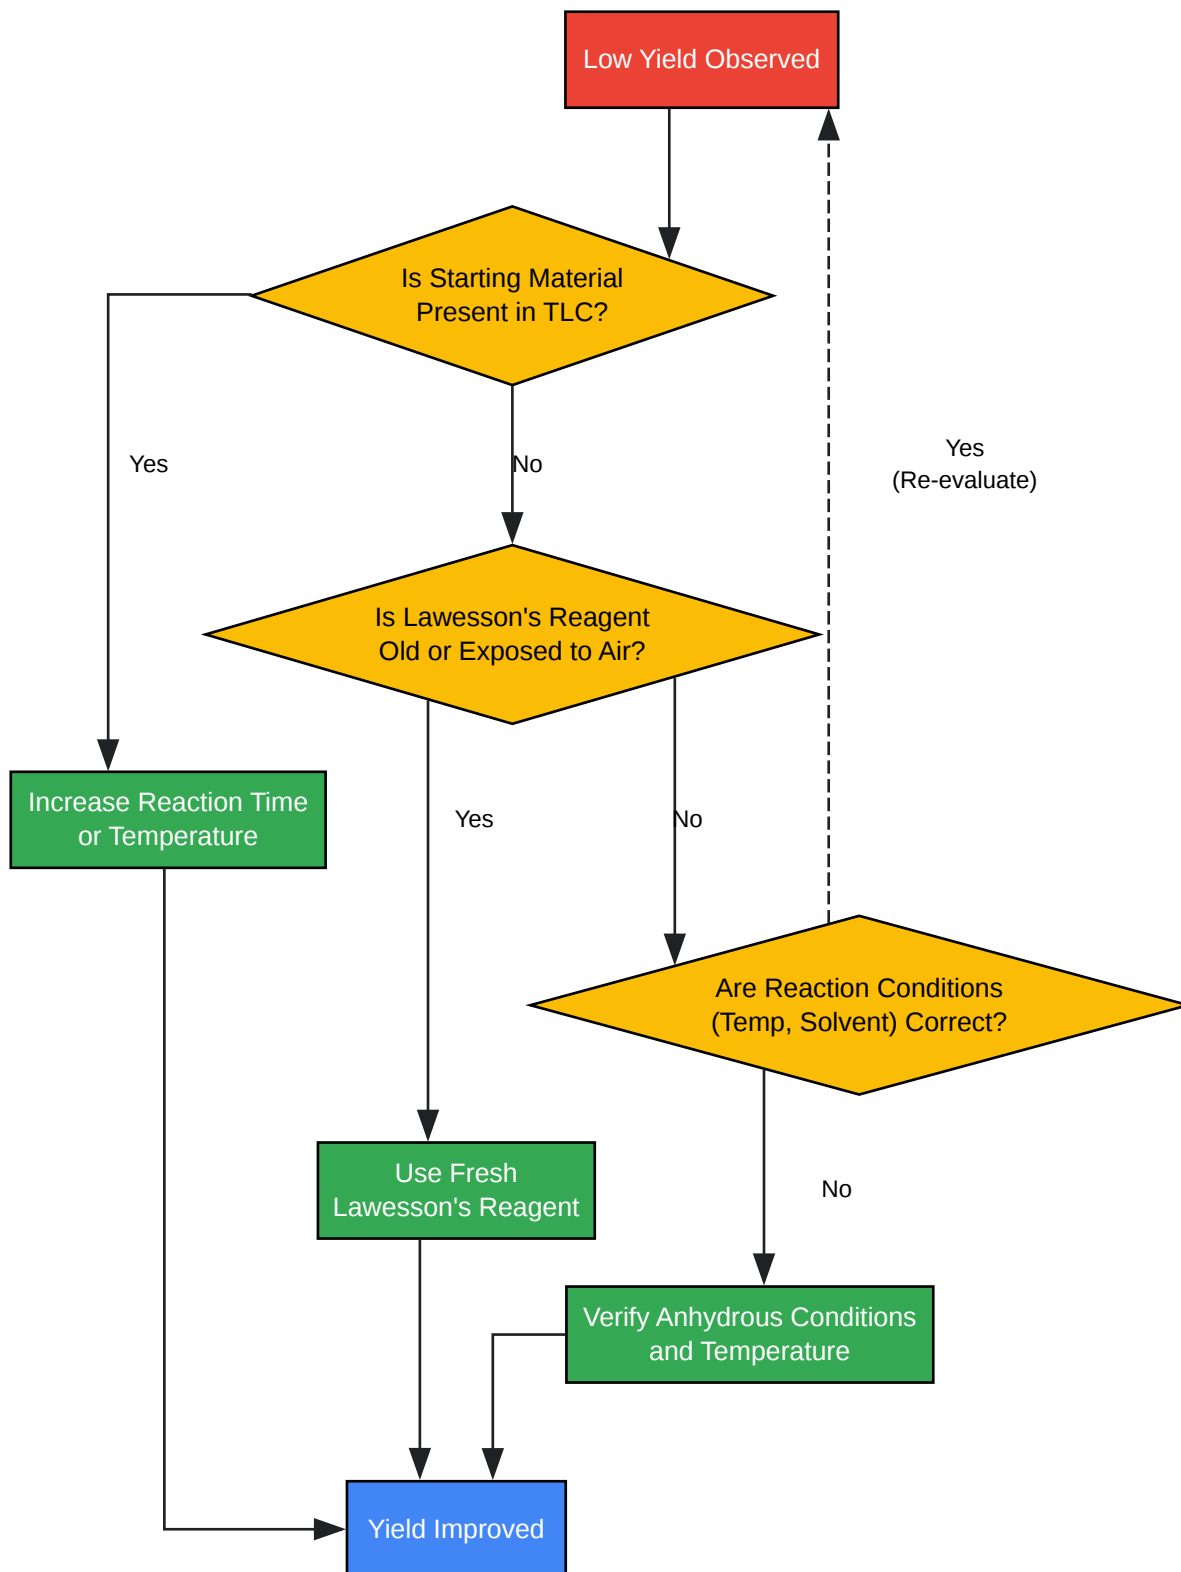 Low Yield Observed
Is Starting Material
Present in TLC?
Yes
No
Yes
(Re-evaluate)
Is Lawesson's Reagent
Old or Exposed to Air?
Increase Reaction Time
or Temperature
Yes
No
Are Reaction Conditions
(Temp, Solvent) Correct?
Use Fresh
Lawesson's Reagent
No
Verify Anhydrous Conditions
and Temperature
Yield Improved